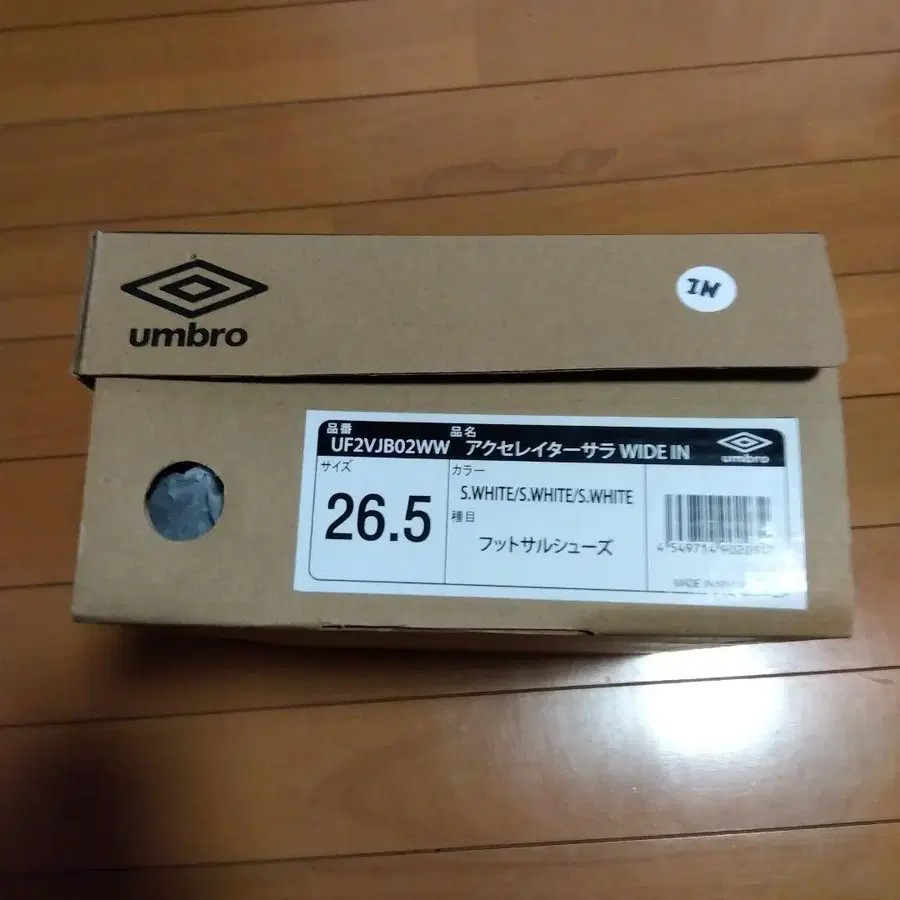 umbro
IN
品番 品名
UF2VJB02WW アクセレイターサラ WIDE IN
umbro
サイズ カラー
26.5
S.WHITE/S.WHITE/S.WHITE
種目
フットサルシューズ
MADE IN